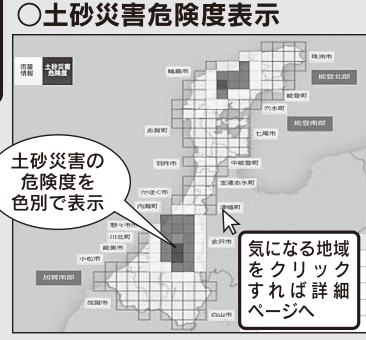 ○土砂災害危険度表示
雨量
情報
土砂災害
危険度
珠洲市
輪島市
能登北部
能登町
穴水町
能登南部
志賀町
七尾市
羽咋市
中能登町
宝達志水町
かほく市
津幡町
内灘町
野々市市
川北町
能美市
金沢市
小松市
加賀南部
加賀市
白山市
土砂災害の
危険度を
色別で表示
気になる地域
をクリック
すれば詳細
ページへ